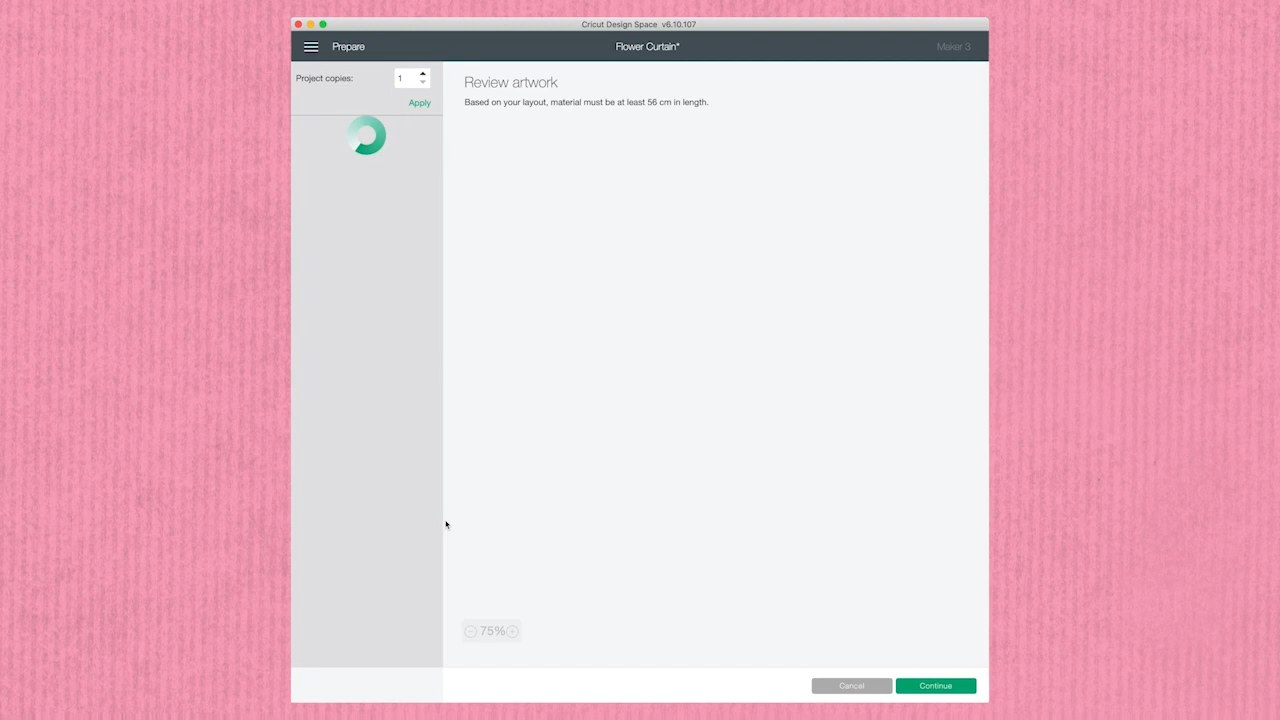 Cricut Design Space v6.10.107
Prepare
Flower Curtain*
Maker 3
Project copies:
1
Apply
Review artwork
Based on your layout, material must be at least 56 cm in length.
75%
Cancel
Continue